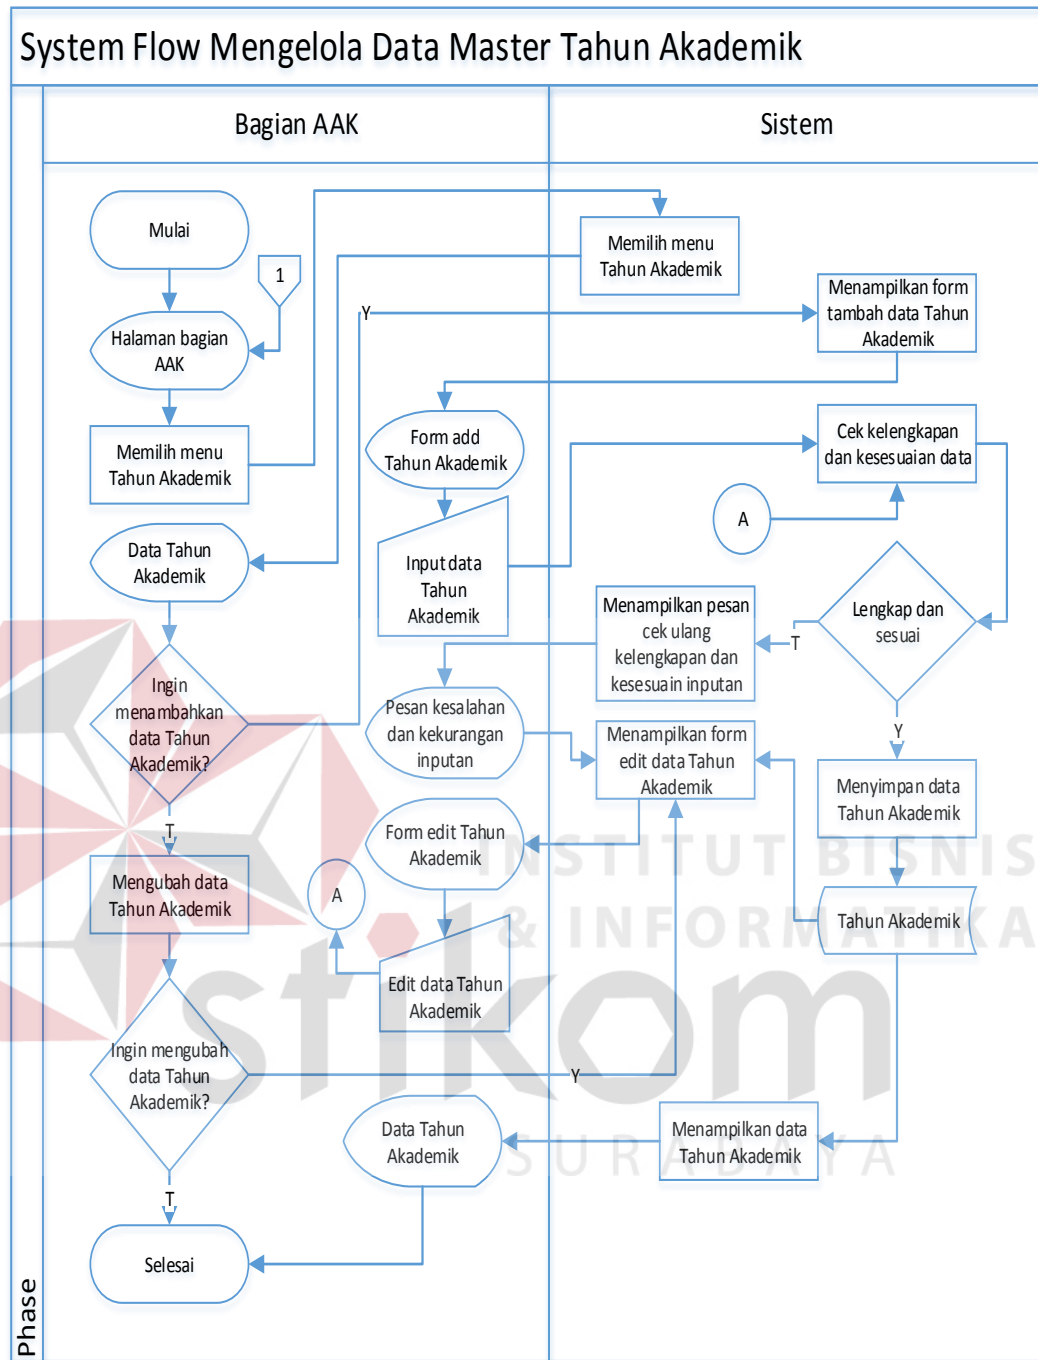 System Flow Mengelola Data Master Tahun Akademik
Bagian AAK
Sistem
Mulai
1
Halaman bagian
AAK
Memilih menu
Tahun Akademik
Memilih menu
Tahun Akademik
Y
Menampilkan form
tambah data Tahun
Akademik
Form add
Tahun Akademik
Cek kelengkapan
dan kesesuaian data
A
Data Tahun
Akademik
Input data
Tahun
Akademik
Lengkap dan
sesuai
T
Y
Menampilkan pesan
cek ulang
kelengkapan dan
kesesuain inputan
Ingin
menambahkan
data Tahun
Akademik?
T
Pesan kesalahan
dan kekurangan
inputan
Menampilkan form
edit data Tahun
Akademik
Menyimpan data
Tahun Akademik
Form edit Tahun
Akademik
Mengubah data
Tahun Akademik
A
Tahun Akademik
Edit data Tahun
Akademik
Ingin mengubah
data Tahun
Akademik?
Y
T
Data Tahun
Akademik
Menampilkan data
Tahun Akademik
Selesai
Phase
INSTITUT BISNIS
& INFORMATIKA
stikom
SURABAYA